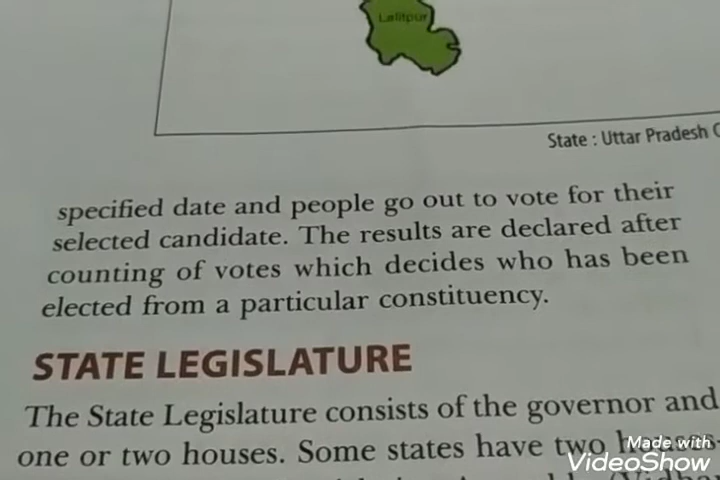 Lalitpur
State : Uttar Pradesh
specified date and people go out to vote for their
selected candidate. The results are declared after
counting of votes which decides who has been
elected from a particular constituency.
STATE LEGISLATURE
The State Legislature consists of the governor and
one or two houses. Some states have two houses-
Made with
VideoShow